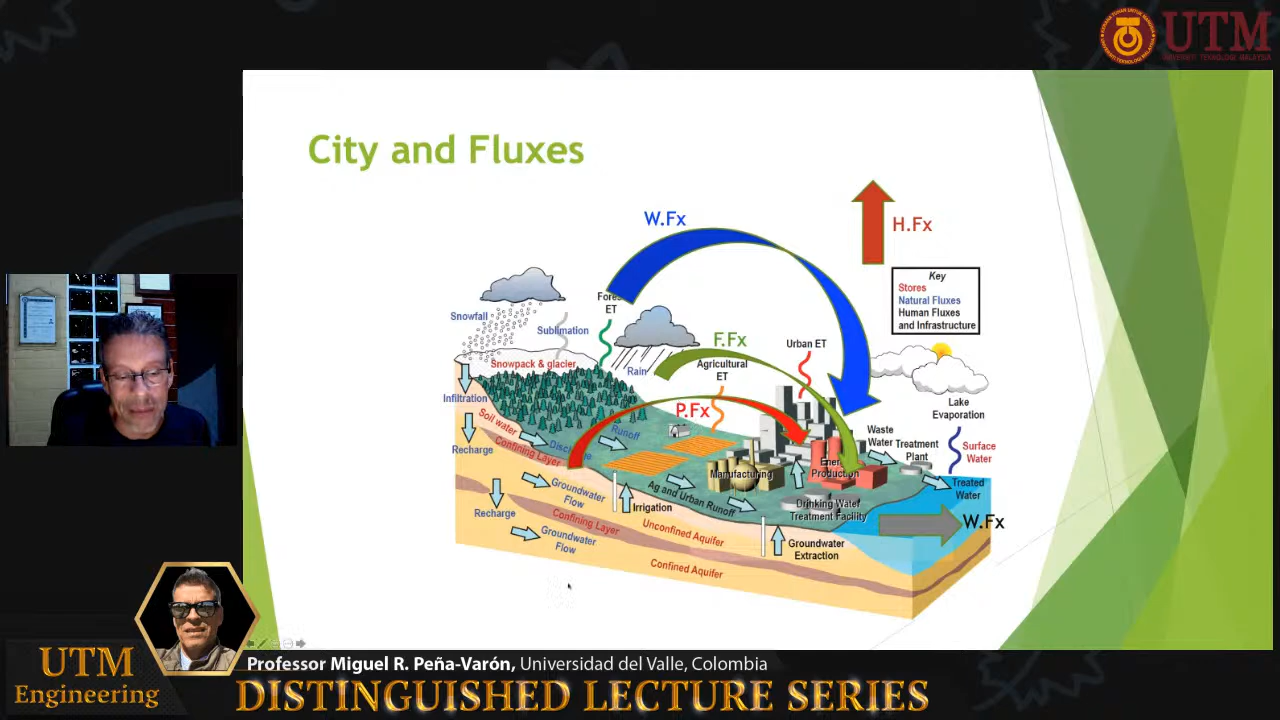 UTM
UNIVERSITI TEKNOLOGI MALAYSIA
City and Fluxes
W.Fx
H.Fx
Key
Stores
Natural Fluxes
Human Fluxes
and Infrastructure
ET
Snowfall
Sublimation
F.Fx
Urban ET
Snowpack & glacier
Rain
Agricultural
ET
Infiltration
P.Fx
Lake
Evaporation
Soil water
Runoff
Waste
Water
Treatment
Plant
Surface
Water
Recharge
Confining Layer
Manufacturing
Production
Treated
Water
Groundwater
Flow
Ag and Urban Runoff
Irrigation
Drinking Water
Treatment Facility
W.Fx
Recharge
Confining Layer
Unconfined Aquifer
Groundwater
Flow
Groundwater
Extraction
Confined Aquifer
UTM
Engineering
Professor Miguel R. Peña-Varón, Universidad del Valle, Colombia
DISTINGUISHED LECTURE SERIES